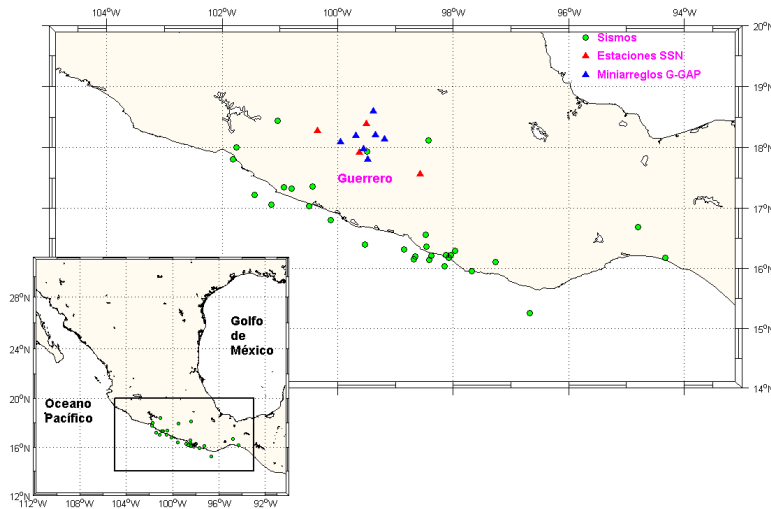 104°W 102°W 100°W 98°W 96°W 94°W
20°N
Sismos
Estaciones SSN
Miniarreglos G-GAP
19°N
18°N
Guerrero
17°N
16°N
15°N
14°N
28°N
24°N
20°N
16°N
12°N
Golfo
de
México
Oceano
Pacífico
112°W 108°W 104°W 100°W 96°W 92°W